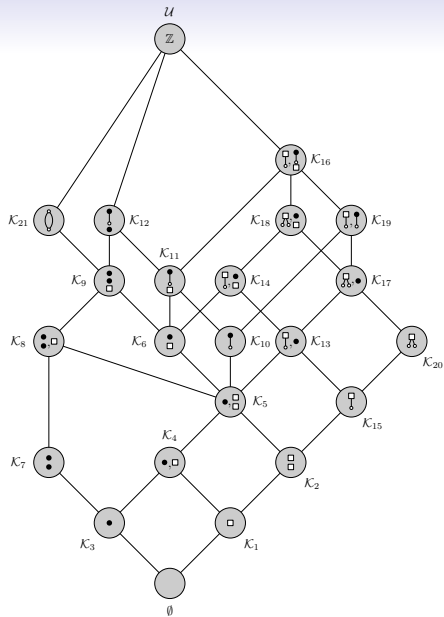 𝒰
ℤ
𝒦₁₆
𝒦₂₁
𝒦₁₂
𝒦₁₈
𝒦₁₉
𝒦₁₁
𝒦₉
𝒦₁₄
𝒦₁₇
𝒦₈
𝒦₆
𝒦₁₀
𝒦₁₃
𝒦₂₀
𝒦₅
𝒦₁₅
𝒦₄
𝒦₇
𝒦₂
𝒦₃
𝒦₁
∅